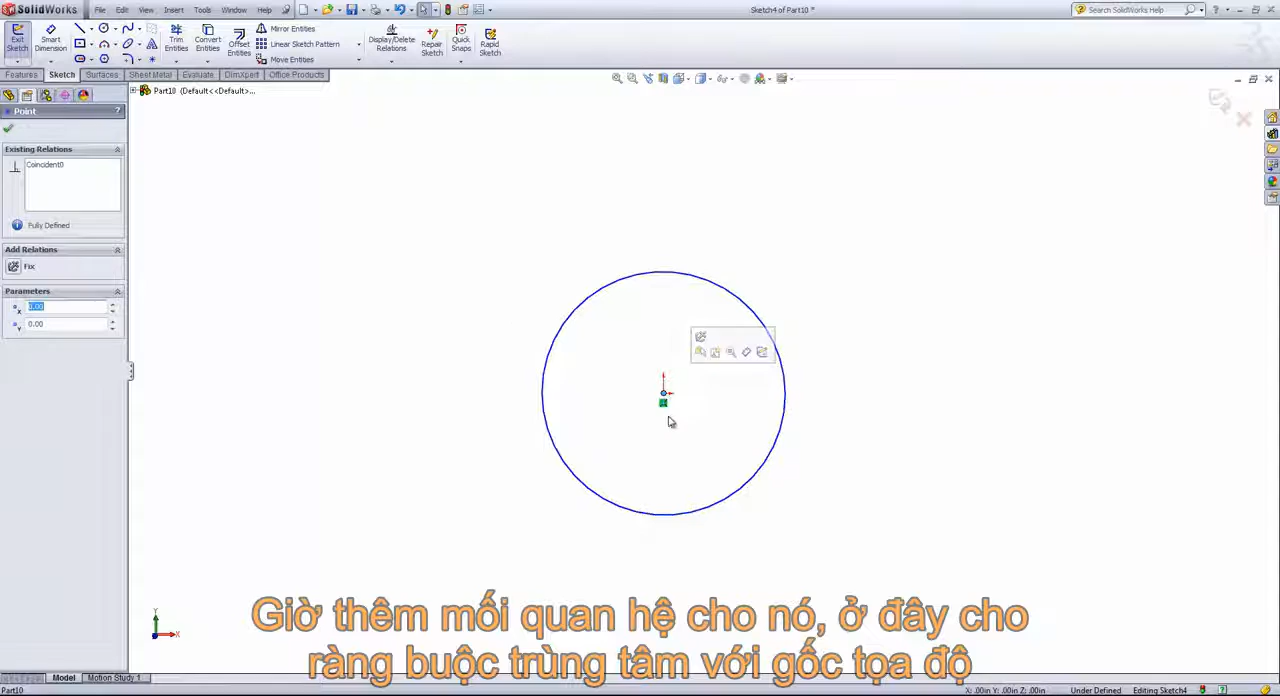 SolidWorks File Edit View Insert Tools Window Help Sketch4 of Part10 * Search SolidWorks Help
Exit Sketch
Smart Dimension
Trim Entities
Convert Entities
Offset Entities
Mirror Entities
Linear Sketch Pattern
Move Entities
Display/Delete Relations
Repair Sketch
Quick Snaps
Rapid Sketch
Features Sketch Surfaces Sheet Metal Evaluate DimXpert Office Products
Part10 (Default<<Default>...
Point ?
Existing Relations
Coincident0
Fully Defined
Add Relations
Fix
Parameters
0.00
0.00
Y
X
Giờ thêm mối quan hệ cho nó, ở đây cho
ràng buộc trùng tâm với gốc tọa độ
Model Motion Study 1
Part10 X: .00in Y: .00in Z: .00in Under Defined Editing Sketch4